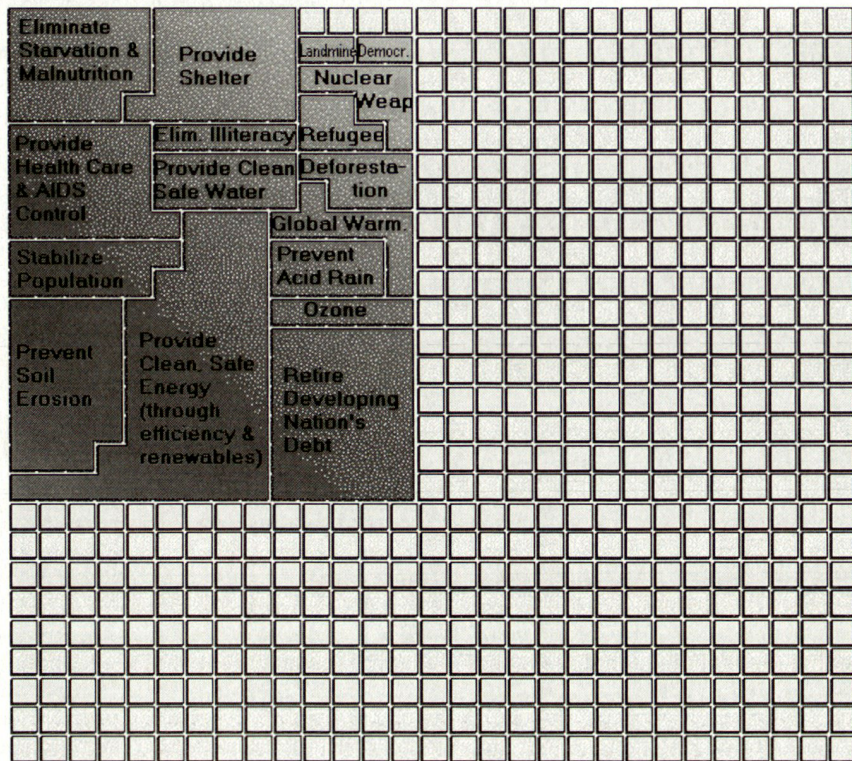 Eliminate
Starvation &
Malnutrition
Provide
Shelter
Landmine
Democr.
Nuclear
Weap
Elim. Illiteracy
Refugee
Provide
Health Care
& AIDS
Control
Provide Clean
Safe Water
Deforesta-
tion
Global Warm.
Stabilize
Population
Prevent
Acid Rain
Ozone
Prevent
Soil
Erosion
Provide
Clean, Safe
Energy
(through
efficiency &
renewables)
Retire
Developing
Nation's
Debt